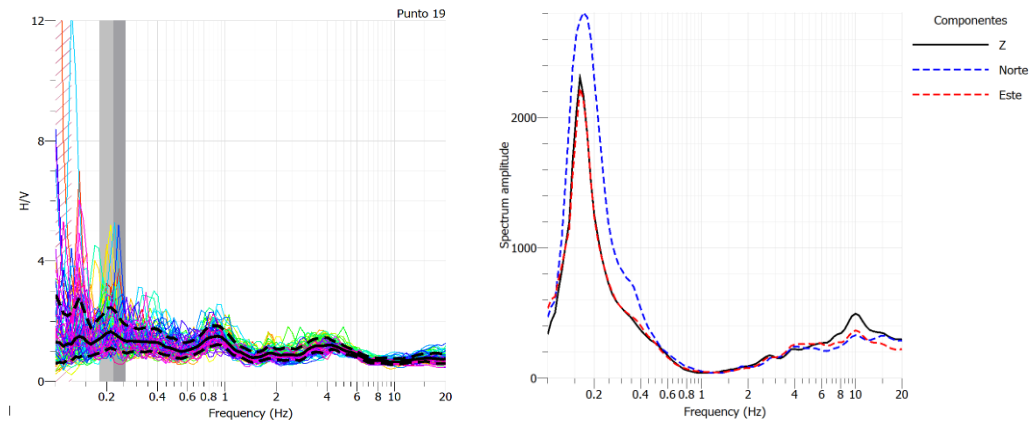 Punto 19
12
8
4
0
H/V
0.2 0.4 0.6 0.8 1 2 4 6 8 10 20
Frequency (Hz)
2000
1000
0
Spectrum amplitude
0.2 0.4 0.6 0.8 1 2 4 6 8 10 20
Frequency (Hz)
Componentes
Z
Norte
Este